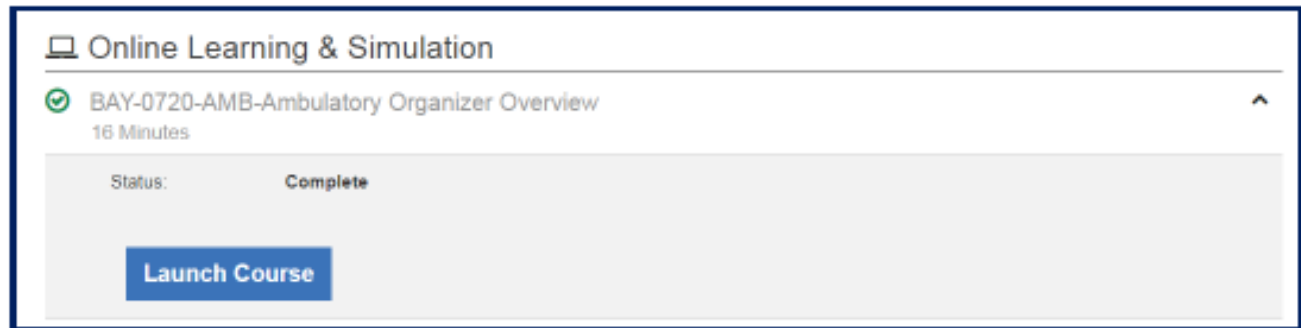 Online Learning & Simulation
BAY-0720-AMB-Ambulatory Organizer Overview
16 Minutes
Status: Complete
Launch Course